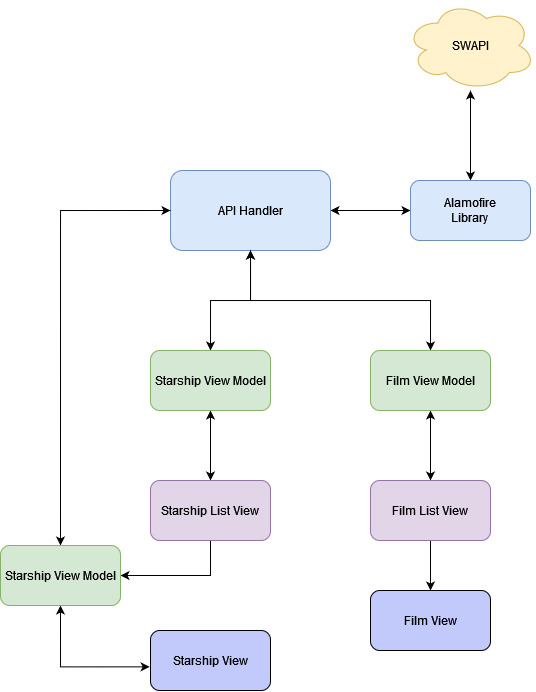 SWAPI
API Handler
Alamofire
Library
Starship View Model
Film View Model
Starship List View
Film List View
Starship View Model
Film View
Starship View